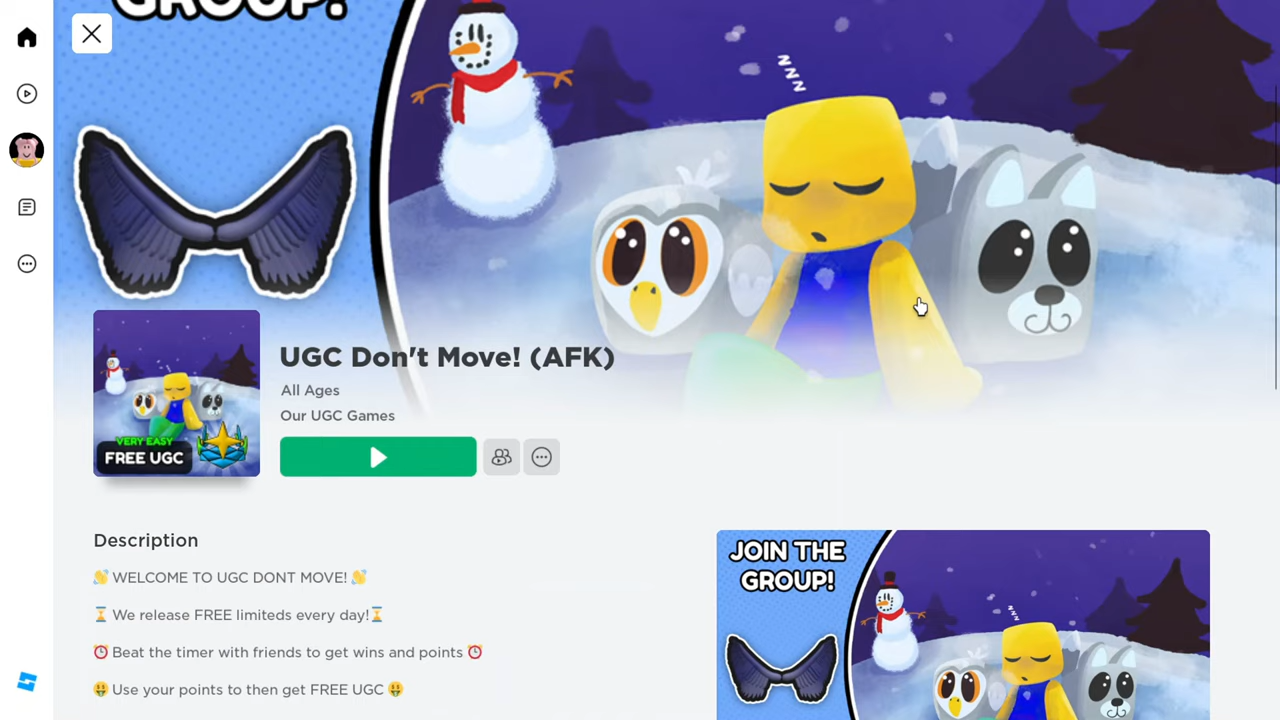 GROUP!
zzz
UGC Don't Move! (AFK)
All Ages
Our UGC Games
VERY EASY
FREE UGC
Description
👋 WELCOME TO UGC DONT MOVE! 👋
⏳ We release FREE limiteds every day!⏳
⏰ Beat the timer with friends to get wins and points ⏰
🤑 Use your points to then get FREE UGC 🤑
JOIN THE
GROUP!
zzz